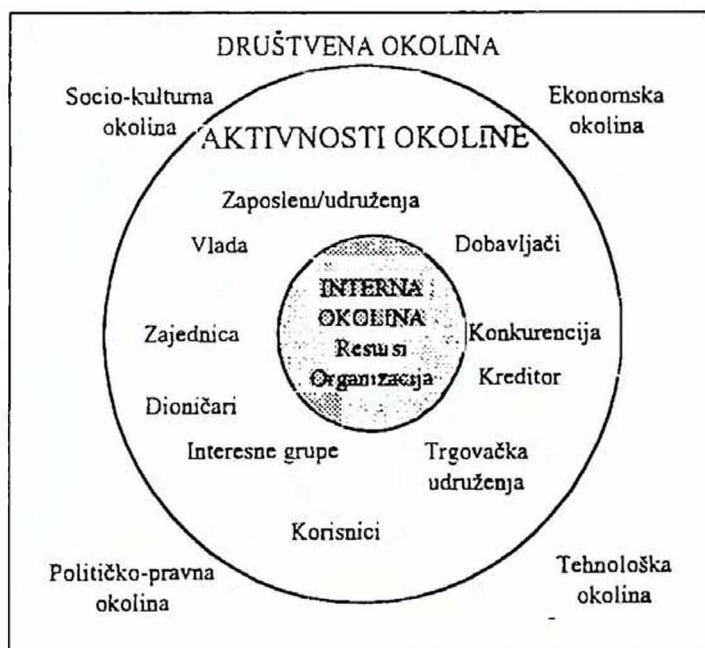 DRUŠTVENA OKOLINA
Socio-kulturna
okolina
Ekonomska
okolina
AKTIVNOSTI OKOLINE
Zaposleni/udruženja
Vlada
Dobavljači
INTERNA
OKOLINA
Resursi
Organizacija
Zajednica
Konkurencija
Kreditor
Dioničari
Interesne grupe
Trgovačka
udruženja
Korisnici
Političko-pravna
okolina
Tehnološka
okolina